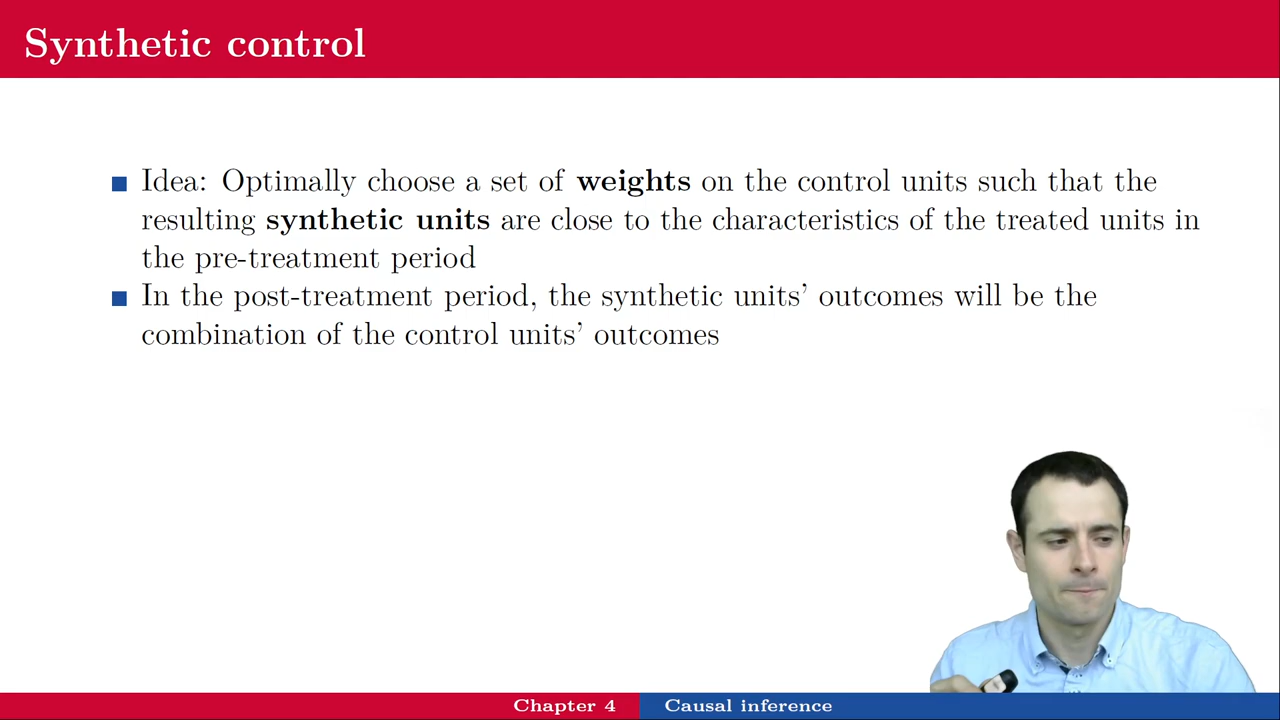 Synthetic control
Idea: Optimally choose a set of weights on the control units such that the
resulting synthetic units are close to the characteristics of the treated units in
the pre-treatment period
In the post-treatment period, the synthetic units’ outcomes will be the
combination of the control units’ outcomes
Chapter 4
Causal inference